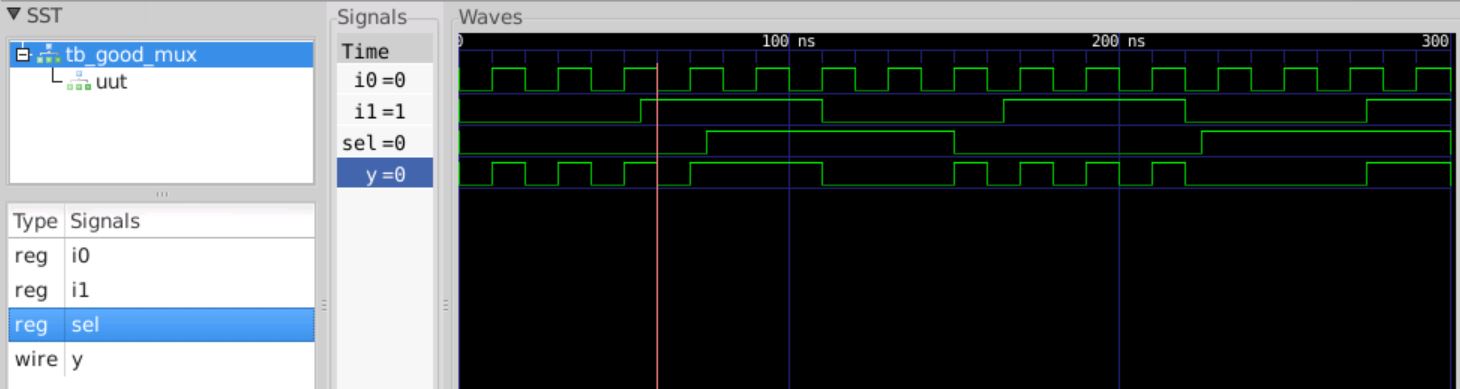 SST
tb_good_mux
uut
Type Signals
reg i0
reg i1
reg sel
wire y
Signals
Time
i0=0
i1=1
sel=0
y=0
Waves
0 100 ns 200 ns 300